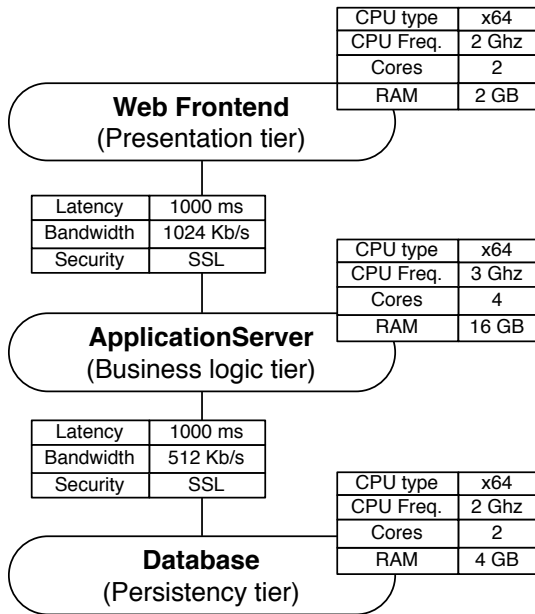 CPU type x64
CPU Freq. 2 Ghz
Cores 2
RAM 2 GB
Web Frontend
(Presentation tier)
Latency 1000 ms
Bandwidth 1024 Kb/s
Security SSL
CPU type x64
CPU Freq. 3 Ghz
Cores 4
RAM 16 GB
ApplicationServer
(Business logic tier)
Latency 1000 ms
Bandwidth 512 Kb/s
Security SSL
CPU type x64
CPU Freq. 2 Ghz
Cores 2
RAM 4 GB
Database
(Persistency tier)